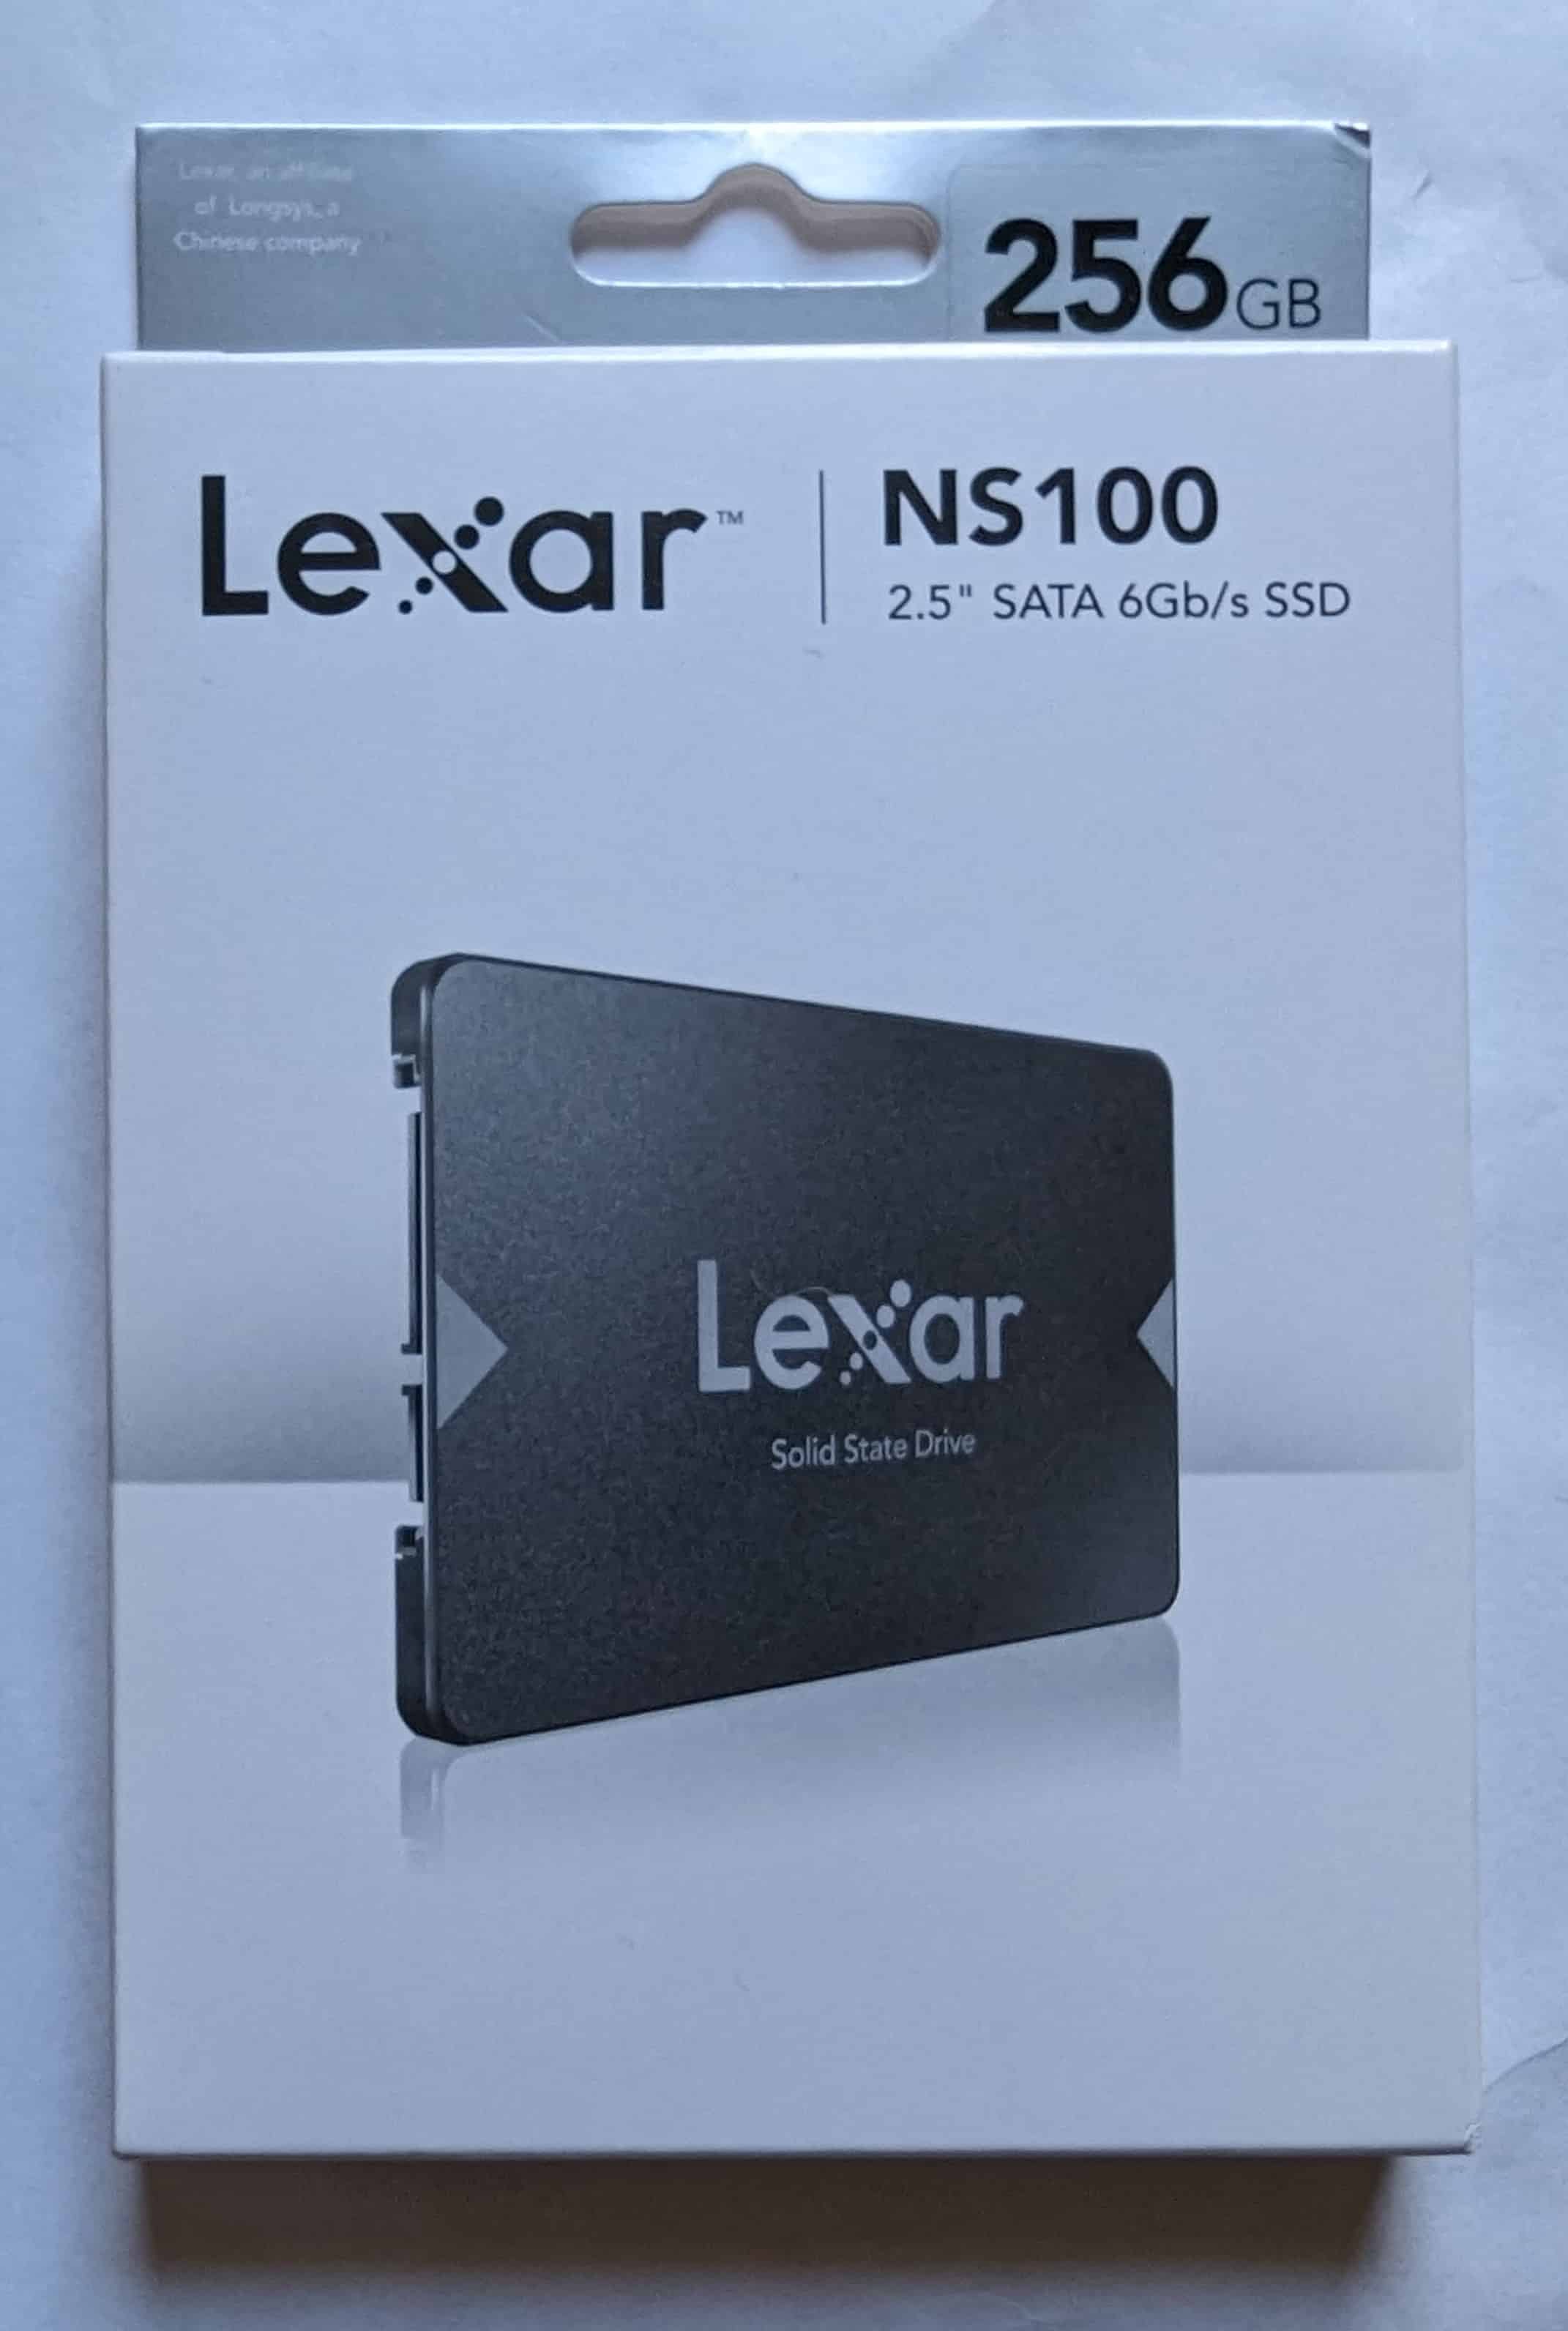 Lexar, an affiliate
of Longsys, a
Chinese company
256GB
Lexar™
NS100
2.5" SATA 6Gb/s SSD
Lexar
Solid State Drive